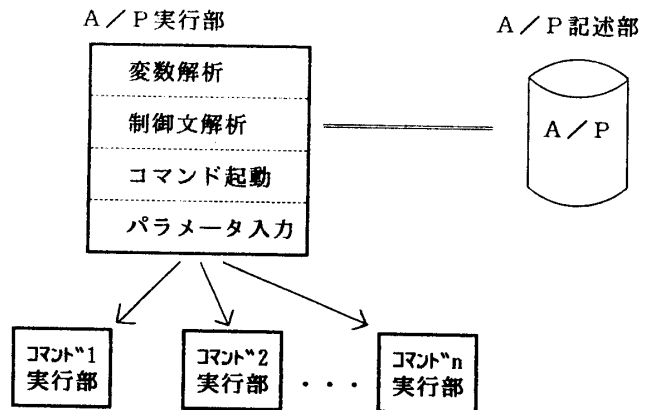 A／P実行部
A／P記述部
変数解析
制御文解析
コマンド起動
パラメータ入力
A／P
ｺﾏﾝﾄﾞ1
実行部
ｺﾏﾝﾄﾞ2
実行部
・・・
ｺﾏﾝﾄﾞn
実行部